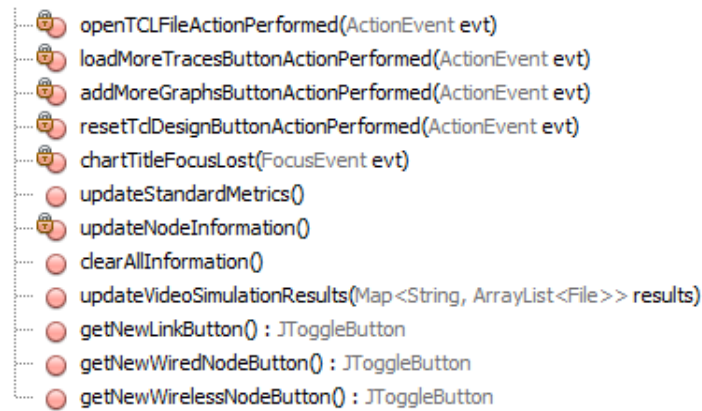 openTCLFileActionPerformed(ActionEvent evt)
loadMoreTracesButtonActionPerformed(ActionEvent evt)
addMoreGraphsButtonActionPerformed(ActionEvent evt)
resetTclDesignButtonActionPerformed(ActionEvent evt)
chartTitleFocusLost(FocusEvent evt)
updateStandardMetrics()
updateNodeInformation()
clearAllInformation()
updateVideoSimulationResults(Map<String, ArrayList<File>> results)
getNewLinkButton() : JToggleButton
getNewWiredNodeButton() : JToggleButton
getNewWirelessNodeButton() : JToggleButton